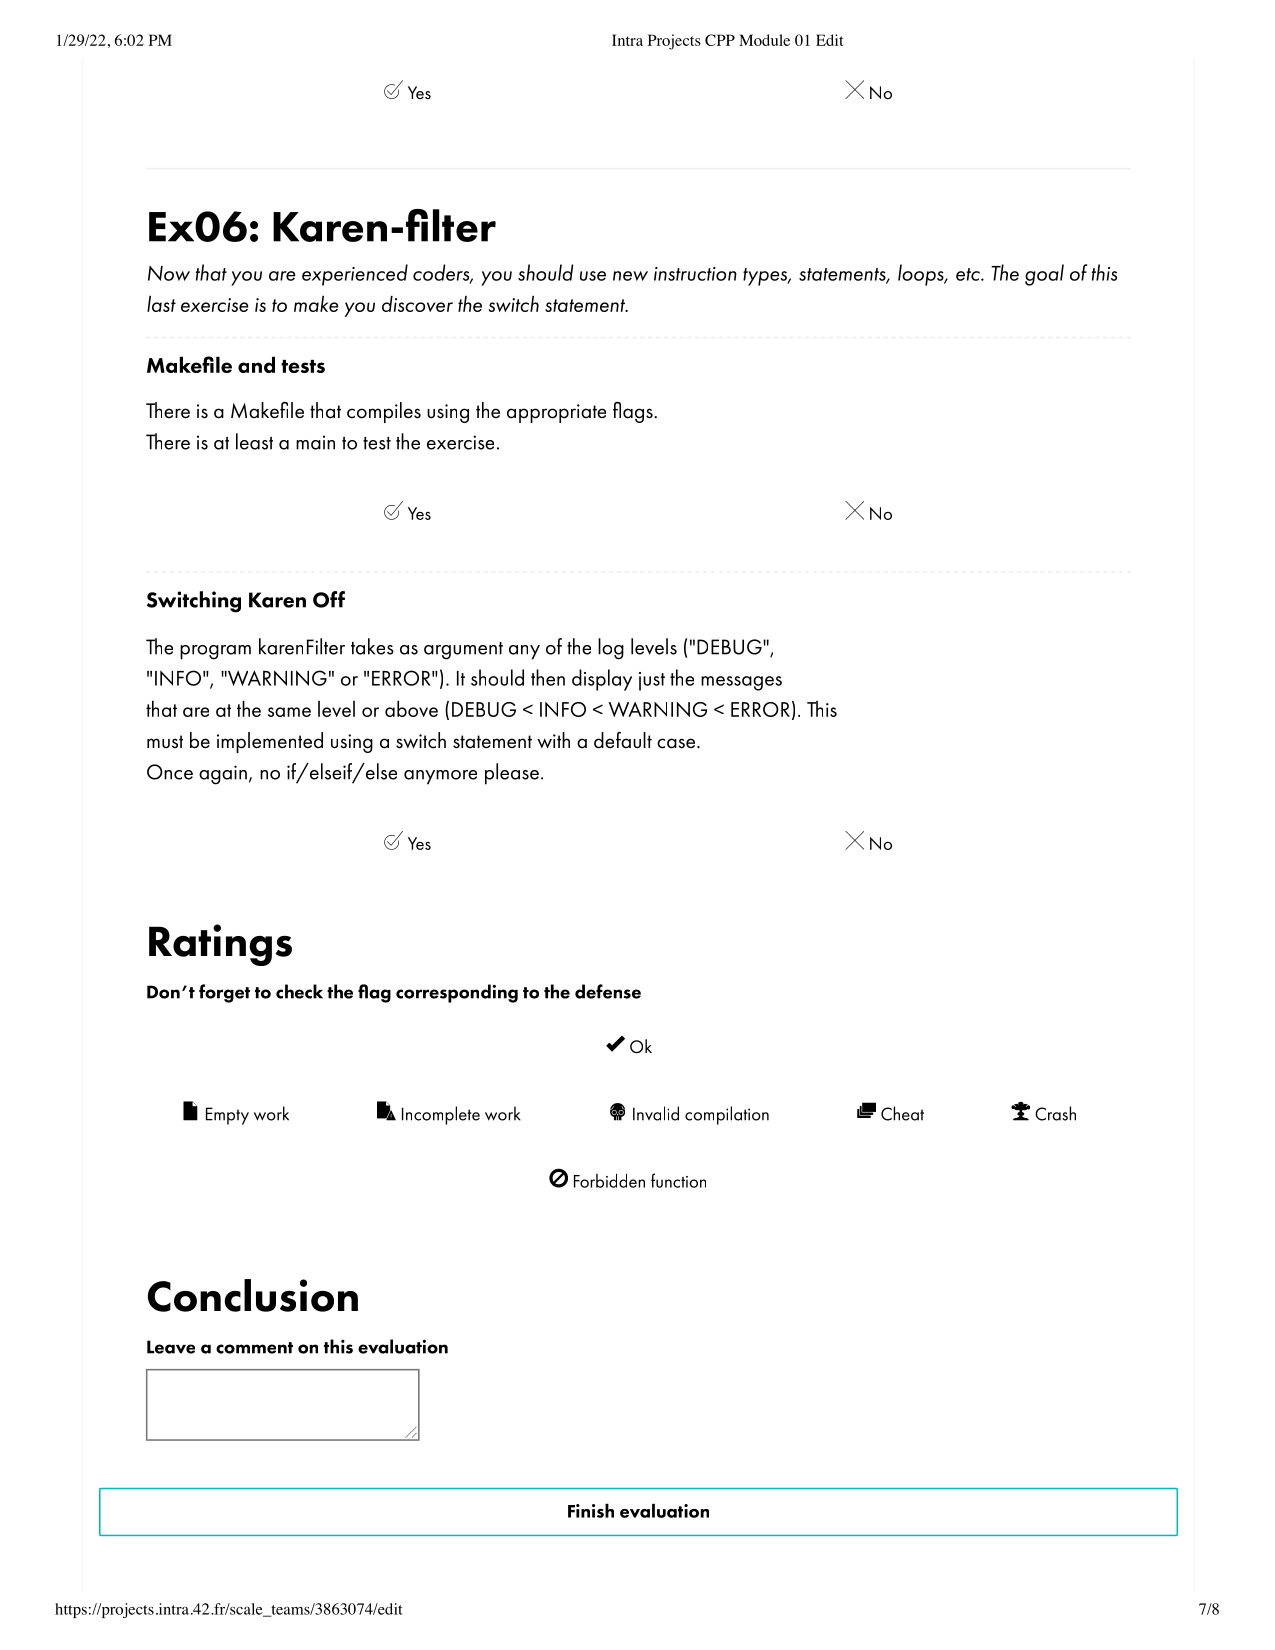 1/29/22, 6:02 PM Intra Projects CPP Module 01 Edit
Yes No
Ex06: Karen-filter
Now that you are experienced coders, you should use new instruction types, statements, loops, etc. The goal of this
last exercise is to make you discover the switch statement.
Makefile and tests
There is a Makefile that compiles using the appropriate flags.
There is at least a main to test the exercise.
Yes No
Switching Karen Off
The program karenFilter takes as argument any of the log levels ("DEBUG",
"INFO", "WARNING" or "ERROR"). It should then display just the messages
that are at the same level or above (DEBUG < INFO < WARNING < ERROR). This
must be implemented using a switch statement with a default case.
Once again, no if/elseif/else anymore please.
Yes No
Ratings
Don’t forget to check the flag corresponding to the defense
Ok
Empty work Incomplete work Invalid compilation Cheat Crash
Forbidden function
Conclusion
Leave a comment on this evaluation
Finish evaluation
https://projects.intra.42.fr/scale_teams/3863074/edit 7/8